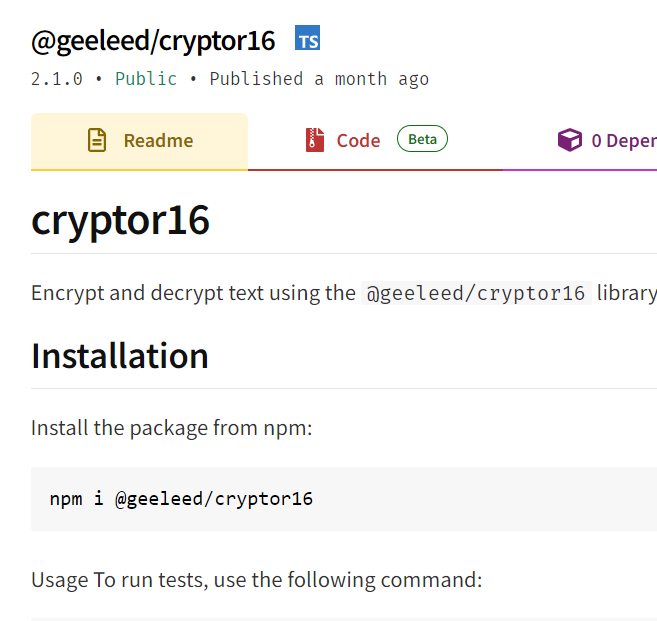 @geeleed/cryptor16 TS
2.1.0 • Public • Published a month ago
Readme Code Beta 0 Deper
cryptor16
Encrypt and decrypt text using the @geeleed/cryptor16 library
Installation
Install the package from npm:
npm i @geeleed/cryptor16
Usage To run tests, use the following command: